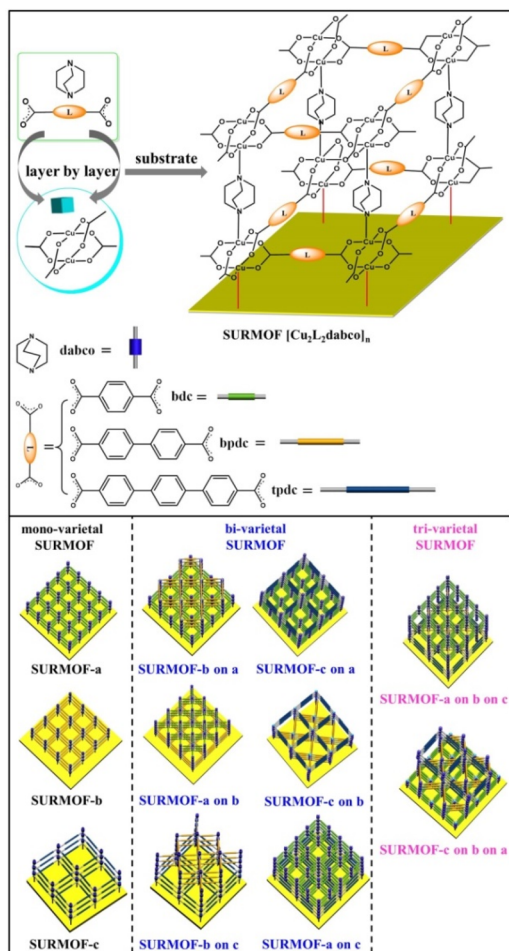 layer by layer
substrate
SURMOF [Cu₂L₂dabco]ₙ
dabco =
bdc =
bpdc =
tpdc =
L =
mono-varietal
SURMOF
bi-varietal
SURMOF
tri-varietal
SURMOF
SURMOF-a
SURMOF-b on a
SURMOF-c on a
SURMOF-a on b on c
SURMOF-b
SURMOF-a on b
SURMOF-c on b
SURMOF-c on b on a
SURMOF-c
SURMOF-b on c
SURMOF-a on c